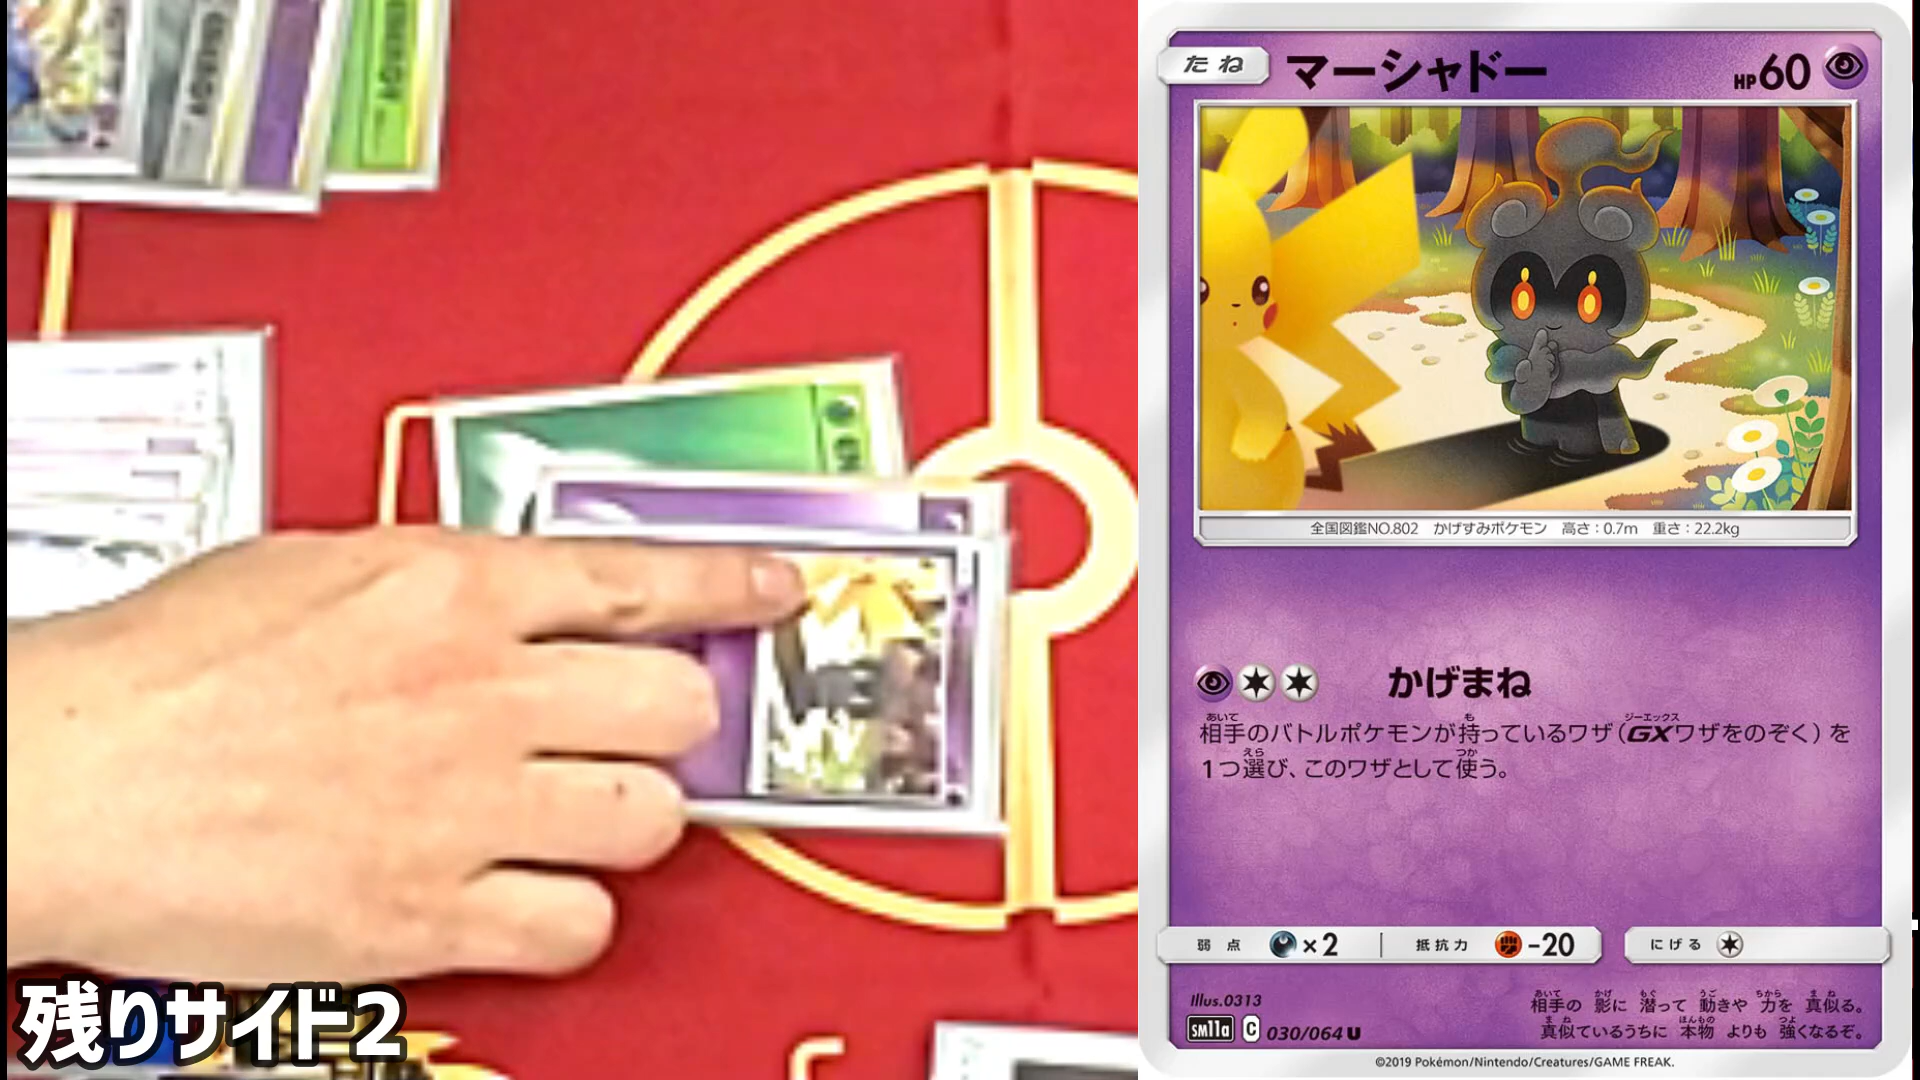 たね マーシャドー HP60
全国図鑑NO.802 かげすみポケモン 高さ:0.7m 重さ:22.2kg
かげまね
相手のバトルポケモンが持っているワザ(GXワザをのぞく)を
1つ選び、このワザとして使う。
弱点 ×2 抵抗力 -20 にげる
Illus.0313
相手の 影に 潜って 動きや 力を 真似る。
真似ているうちに 本物 よりも 強くなるぞ。
sm11a C 030/064 U
©2019 Pokémon/Nintendo/Creatures/GAME FREAK.
残りサイド2